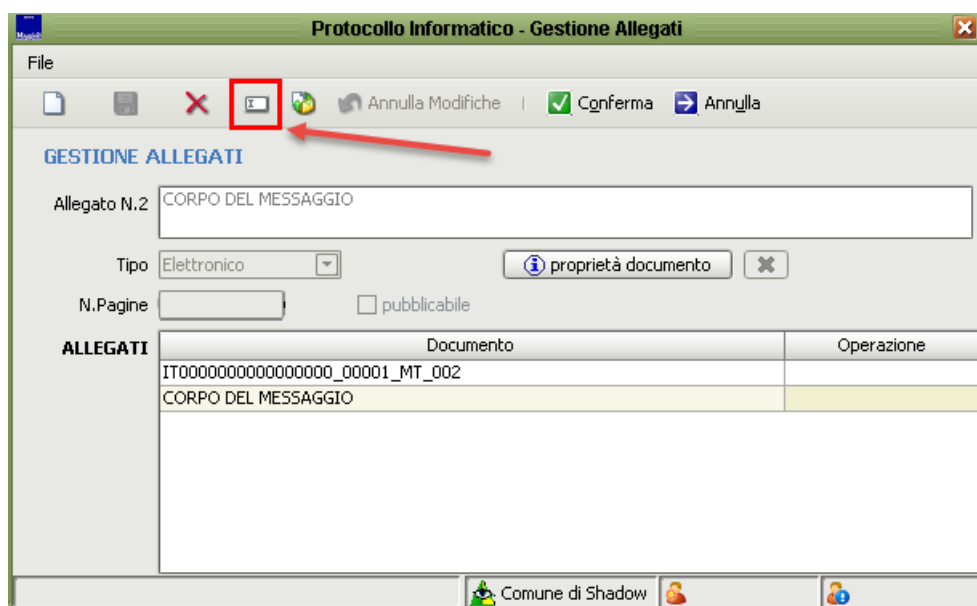 Protocollo Informatico - Gestione Allegati
File
Annulla Modifiche Conferma Annulla
GESTIONE ALLEGATI
Allegato N.2 CORPO DEL MESSAGGIO
Tipo Elettronico proprietà documento
N.Pagine pubblicabile
ALLEGATI Documento Operazione
IT0000000000000000_00001_MT_002
CORPO DEL MESSAGGIO
Comune di Shadow